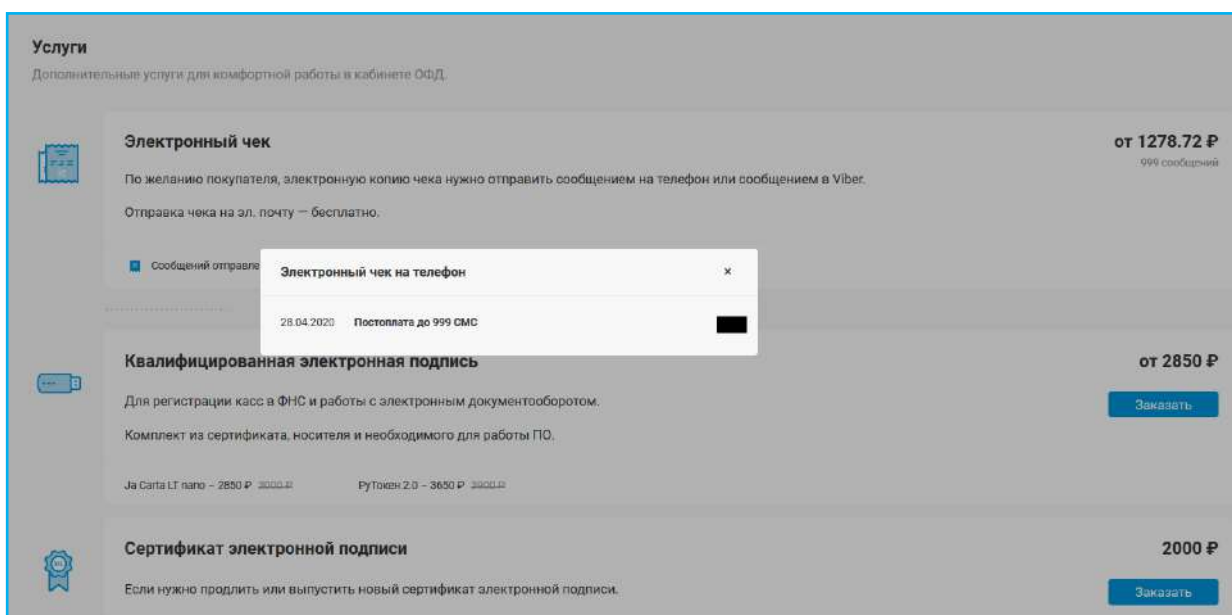 Услуги
Дополнительные услуги для комфортной работы в кабинете ОФД.
Электронный чек
от 1278.72 ₽
999 сообщений
По желанию покупателя, электронную копию чека нужно отправить сообщением на телефон или сообщением в Viber.
Отправка чека на эл. почту — бесплатно.
Сообщений отправле
Электронный чек на телефон ×
28.04.2020 Постоплата до 999 СМС
Квалифицированная электронная подпись
от 2850 ₽
Для регистрации касс в ФНС и работы с электронным документооборотом.
Заказать
Комплект из сертификата, носителя и необходимого для работы ПО.
Ja Carta LT nano – 2850 ₽ 3000 ₽ РуТокен 2.0 – 3650 ₽ 3900 ₽
Сертификат электронной подписи
2000 ₽
Если нужно продлить или выпустить новый сертификат электронной подписи.
Заказать